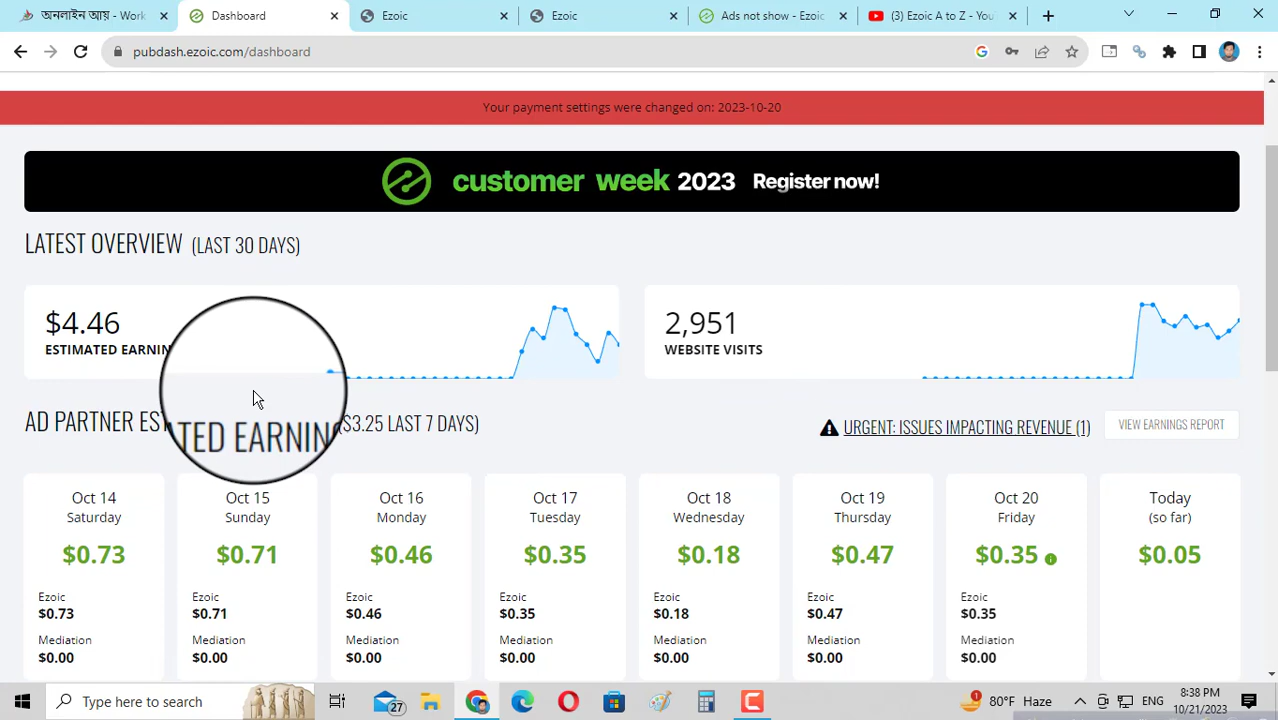 অনলাইন আয় - Work
Dashboard
Ezoic
Ezoic
Ads not show - Ezoic
(3) Ezoic A to Z - You
pubdash.ezoic.com/dashboard
Your payment settings were changed on: 2023-10-20
customer week 2023 Register now!
LATEST OVERVIEW (LAST 30 DAYS)
$4.46
ESTIMATED EARNIN
2,951
WEBSITE VISITS
AD PARTNER EST TED EARNING ($3.25 LAST 7 DAYS)
URGENT: ISSUES IMPACTING REVENUE (1)
VIEW EARNINGS REPORT
Oct 14 Oct 15 Oct 16 Oct 17 Oct 18 Oct 19 Oct 20 Today
Saturday Sunday Monday Tuesday Wednesday Thursday Friday (so far)
$0.73 $0.71 $0.46 $0.35 $0.18 $0.47 $0.35 $0.05
Ezoic Ezoic Ezoic Ezoic Ezoic Ezoic Ezoic
$0.73 $0.71 $0.46 $0.35 $0.18 $0.47 $0.35
Mediation Mediation Mediation Mediation Mediation Mediation Mediation
$0.00 $0.00 $0.00 $0.00 $0.00 $0.00 $0.00
Type here to search
27
1
80°F Haze
ENG
8:38 PM
10/21/2023